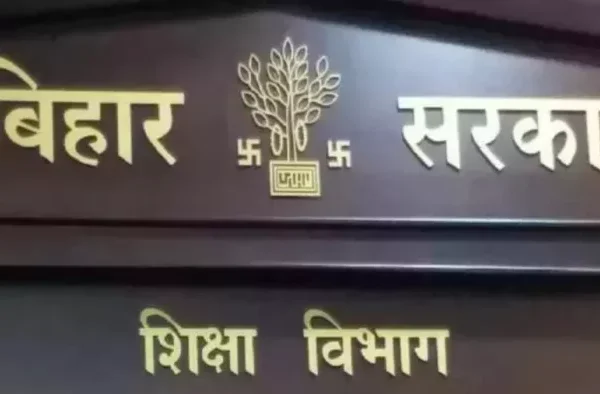 बिहार सरका
शिक्षा विभाग